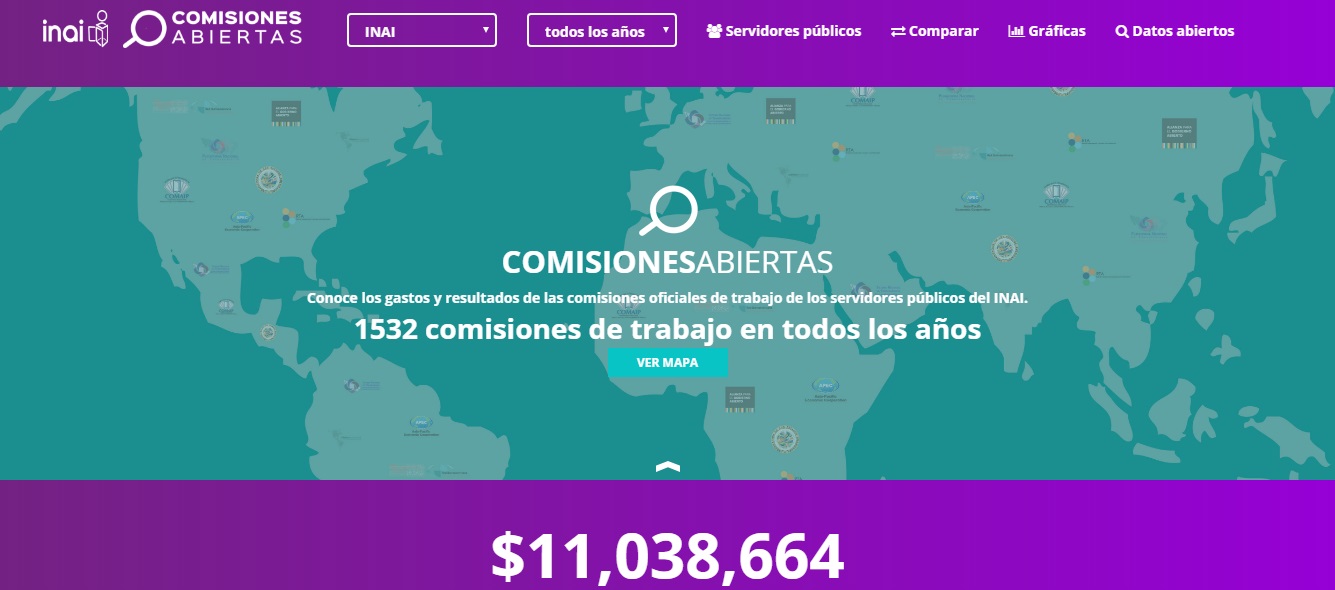 inai
COMISIONES
ABIERTAS
INAI
todos los años
Servidores públicos
Comparar
Gráficas
Datos abiertos
COMISIONESABIERTAS
Conoce los gastos y resultados de las comisiones oficiales de trabajo de los servidores públicos del INAI.
1532 comisiones de trabajo en todos los años
VER MAPA
$11,038,664